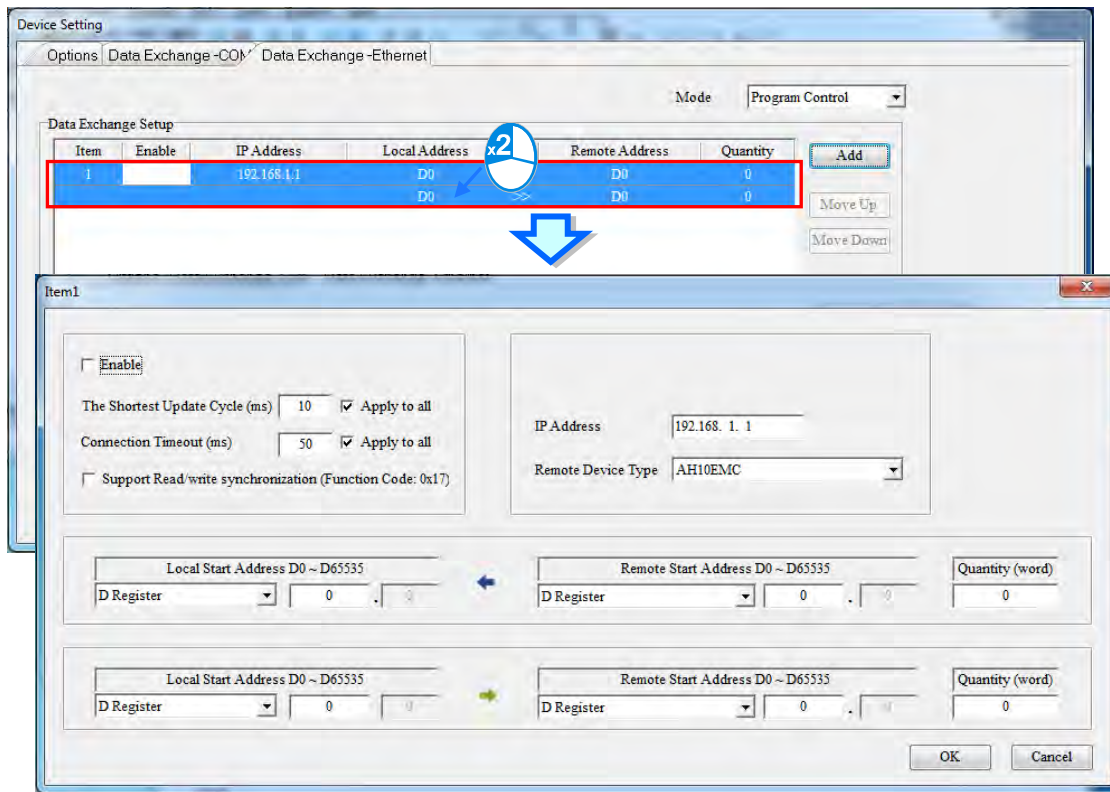 Device Setting
Options Data Exchange -COM Data Exchange -Ethernet
Mode Program Control
Data Exchange Setup
Item Enable IP Address Local Address Remote Address Quantity
Add
1 192.168.1.1 D0 D0 0
D0 >> D0 0
x2
Move Up
Move Down
Item1
Enable
The Shortest Update Cycle (ms) 10 Apply to all
Connection Timeout (ms) 50 Apply to all
Support Read/write synchronization (Function Code: 0x17)
IP Address 192.168. 1. 1
Remote Device Type AH10EMC
Local Start Address D0 ~ D65535 Remote Start Address D0 ~ D65535 Quantity (word)
D Register 0 . 0 D Register 0 . 0 0
Local Start Address D0 ~ D65535 Remote Start Address D0 ~ D65535 Quantity (word)
D Register 0 0 D Register 0 . 0 0
OK Cancel